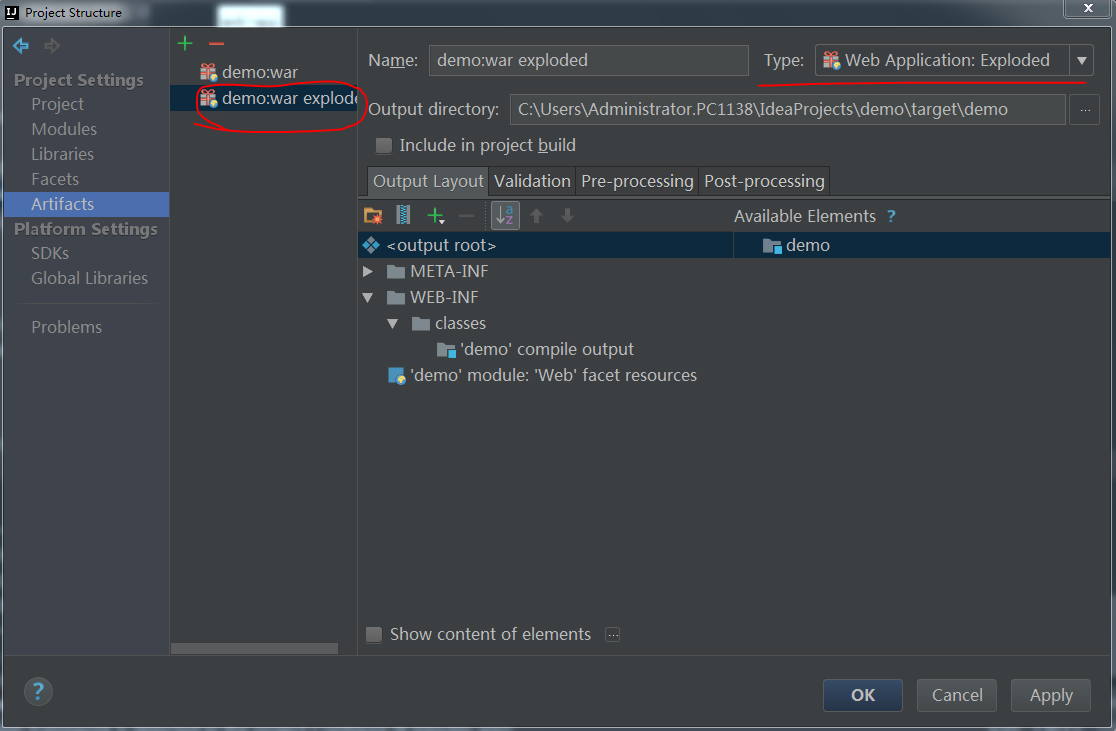 Project Structure
Project Settings
Project
Modules
Libraries
Facets
Artifacts
Platform Settings
SDKs
Global Libraries
Problems
demo:war
demo:war explode
Name: demo:war exploded Type: Web Application: Exploded
Output directory: C:\Users\Administrator.PC1138\IdeaProjects\demo\target\demo ...
Include in project build
Output Layout Validation Pre-processing Post-processing
Available Elements ?
<output root>
META-INF
WEB-INF
classes
'demo' compile output
'demo' module: 'Web' facet resources
demo
Show content of elements ...
? OK Cancel Apply